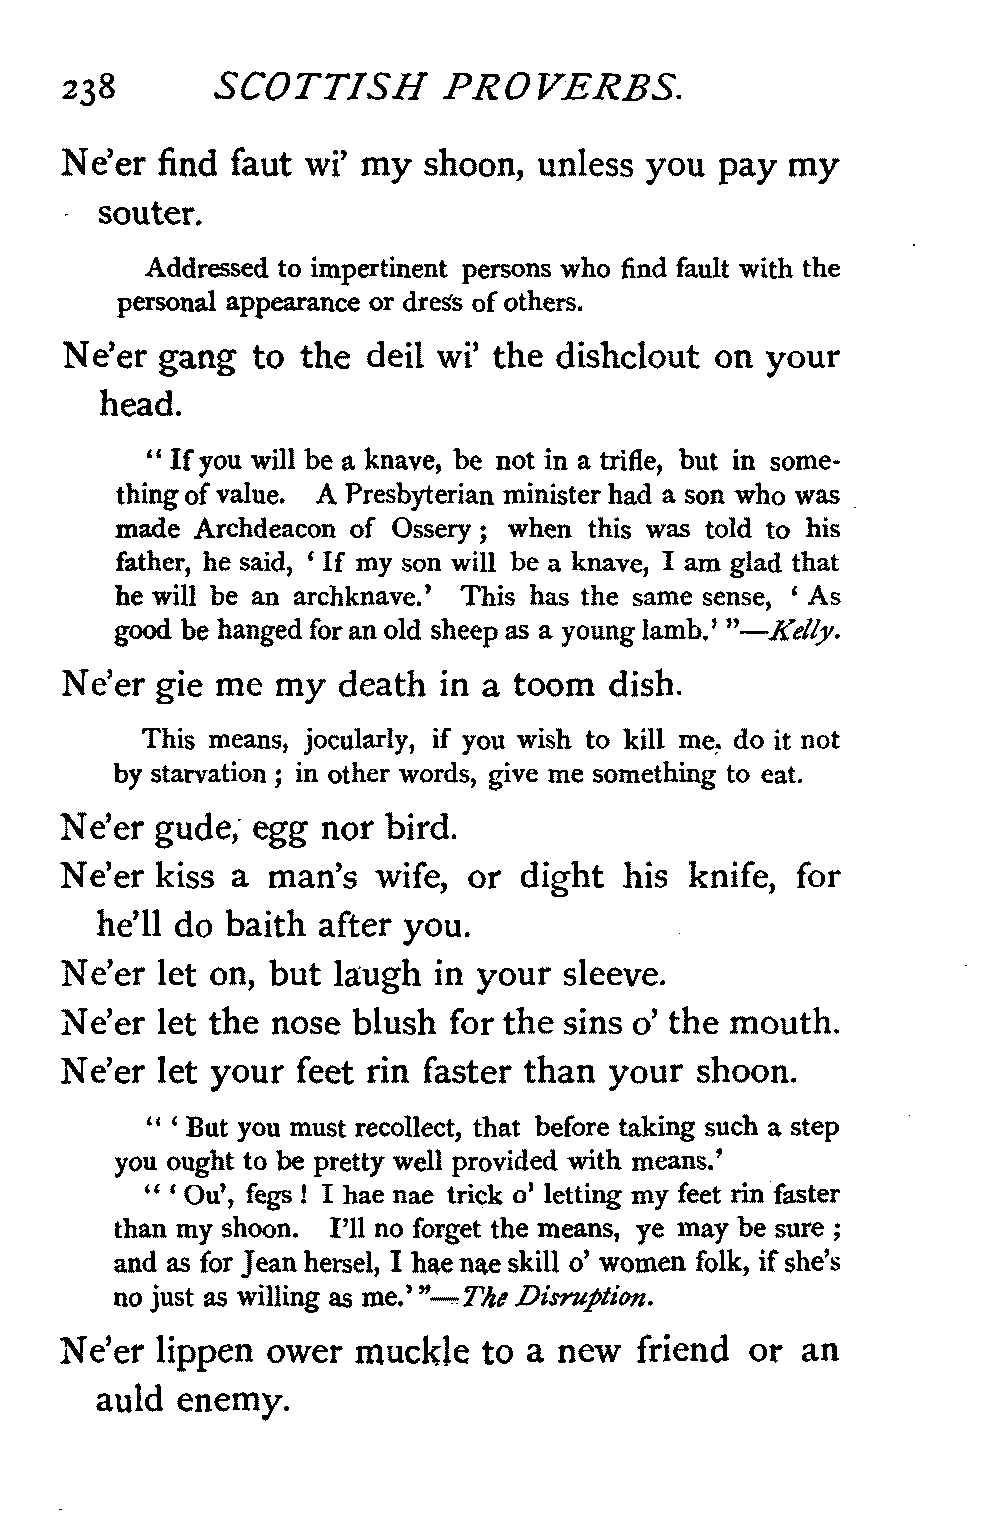 238 SCOTTISH PROVERBS.
Ne'er find faut wi' my shoon, unless you pay my
souter.
Addressed to impertinent persons who find fault with the
personal appearance or dress of others.
Ne'er gang to the deil wi' the dishclout on your
head.
" If you will be a knave, be not in a trifle, but in some-
thing of value. A Presbyterian minister had a son who was
made Archdeacon of Ossery ; when this was told to his
father, he said, ' If my son will be a knave, I am glad that
he will be an archknave.' This has the same sense, ' As
good be hanged for an old sheep as a young lamb.' "—Kelly.
Ne'er gie me my death in a toom dish.
This means, jocularly, if you wish to kill me, do it not
by starvation ; in other words, give me something to eat.
Ne'er gude, egg nor bird.
Ne'er kiss a man's wife, or dight his knife, for
he'll do baith after you.
Ne'er let on, but laugh in your sleeve.
Ne'er let the nose blush for the sins o' the mouth.
Ne'er let your feet rin faster than your shoon.
" ' But you must recollect, that before taking such a step
you ought to be pretty well provided with means.'
" ' Ou', fegs ! I hae nae trick o' letting my feet rin faster
than my shoon. I'll no forget the means, ye may be sure ;
and as for Jean hersel, I hae nae skill o' women folk, if she's
no just as willing as me.' "—The Disruption.
Ne'er lippen ower muckle to a new friend or an
auld enemy.